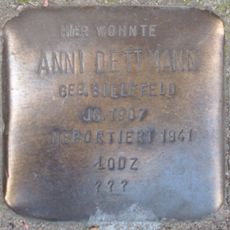 HIER WOHNTE
ANNI DETTMANN
GEB. BIELEFELD
JG. 1907
DEPORTIERT 1941
LODZ
???